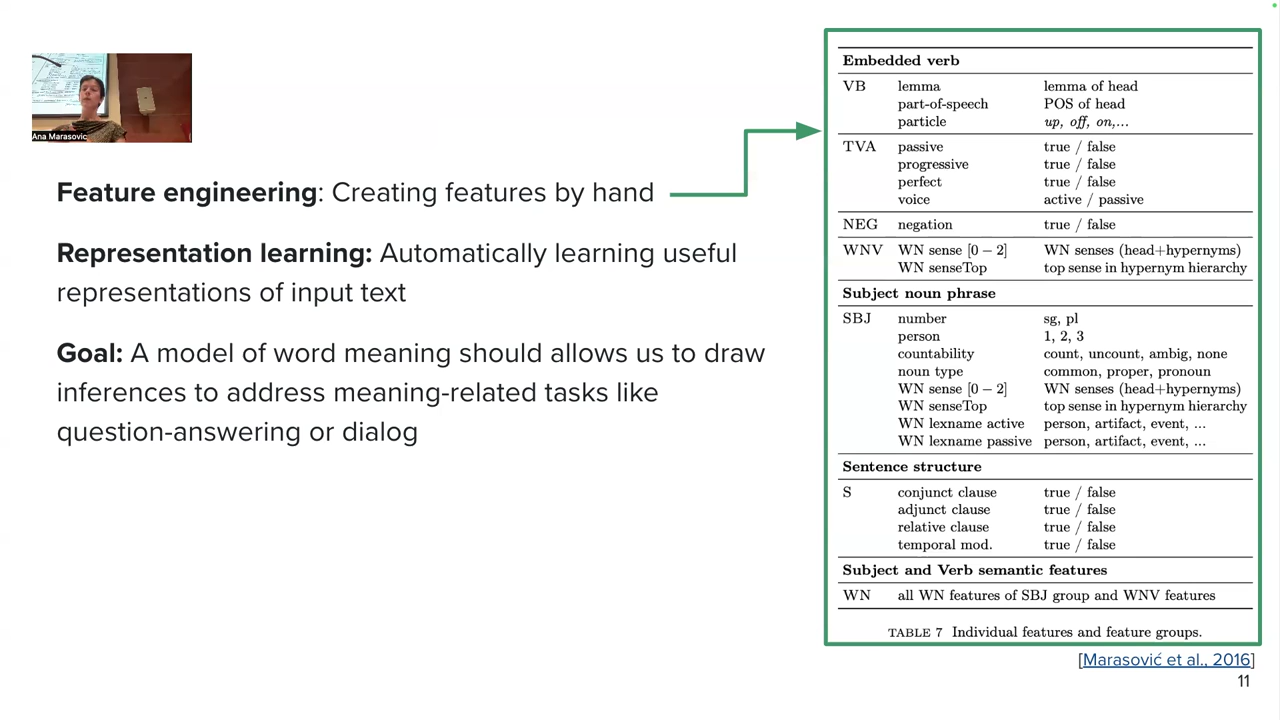 Ana Marasovic
Feature engineering: Creating features by hand
Representation learning: Automatically learning useful
representations of input text
Goal: A model of word meaning should allows us to draw
inferences to address meaning-related tasks like
question-answering or dialog
Embedded verb
VB lemma lemma of head
part-of-speech POS of head
particle up, off, on,...
TVA passive true / false
progressive true / false
perfect true / false
voice active / passive
NEG negation true / false
WNV WN sense [0 − 2] WN senses (head+hypernyms)
WN senseTop top sense in hypernym hierarchy
Subject noun phrase
SBJ number sg, pl
person 1, 2, 3
countability count, uncount, ambig, none
noun type common, proper, pronoun
WN sense [0 − 2] WN senses (head+hypernyms)
WN senseTop top sense in hypernym hierarchy
WN lexname active person, artifact, event, ...
WN lexname passive person, artifact, event, ...
Sentence structure
S conjunct clause true / false
adjunct clause true / false
relative clause true / false
temporal mod. true / false
Subject and Verb semantic features
WN all WN features of SBJ group and WNV features
TABLE 7 Individual features and feature groups.
[Marasović et al., 2016]
11